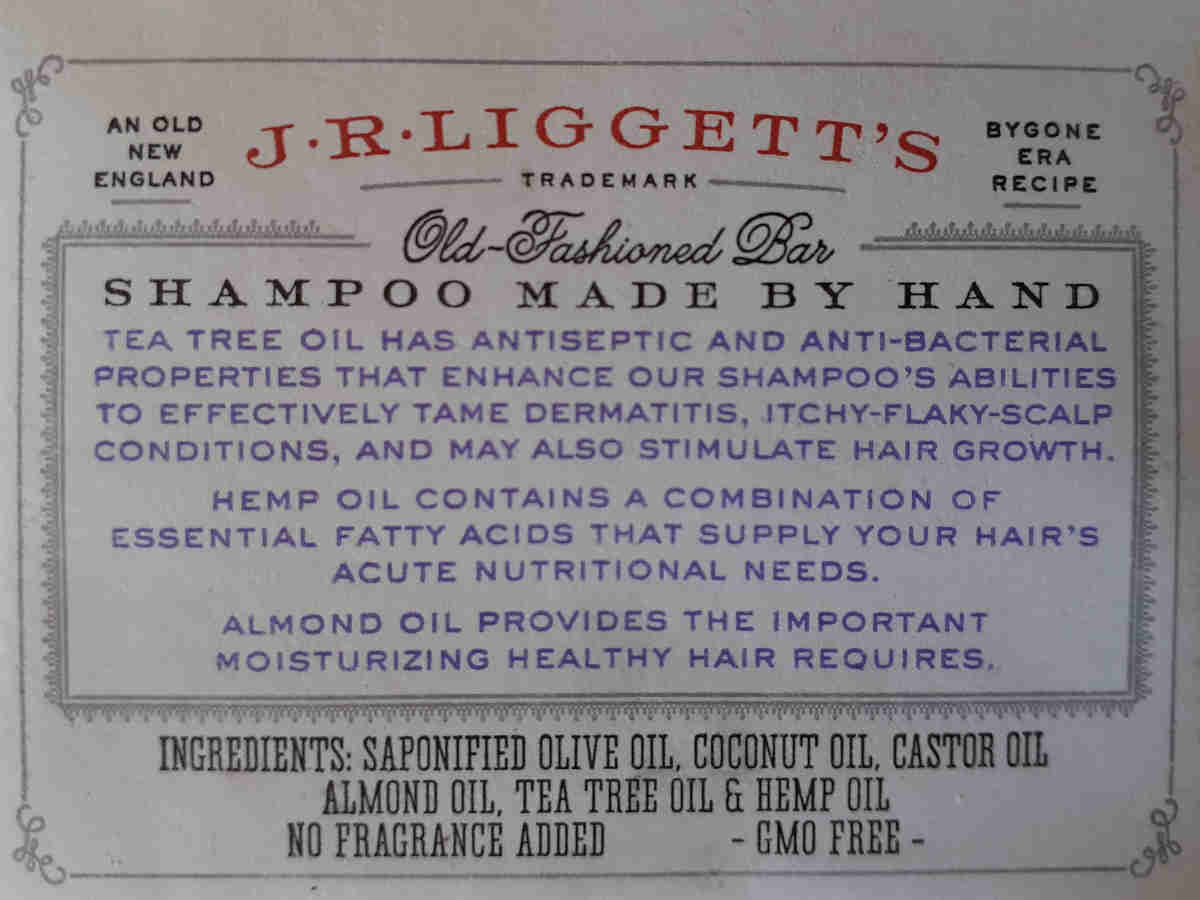 AN OLD
NEW
ENGLAND
J·R·LIGGETT'S
TRADEMARK
BYGONE
ERA
RECIPE
Old-Fashioned Bar
SHAMPOO MADE BY HAND
TEA TREE OIL HAS ANTISEPTIC AND ANTI-BACTERIAL
PROPERTIES THAT ENHANCE OUR SHAMPOO'S ABILITIES
TO EFFECTIVELY TAME DERMATITIS, ITCHY-FLAKY-SCALP
CONDITIONS, AND MAY ALSO STIMULATE HAIR GROWTH.
HEMP OIL CONTAINS A COMBINATION OF
ESSENTIAL FATTY ACIDS THAT SUPPLY YOUR HAIR'S
ACUTE NUTRITIONAL NEEDS.
ALMOND OIL PROVIDES THE IMPORTANT
MOISTURIZING HEALTHY HAIR REQUIRES.
INGREDIENTS: SAPONIFIED OLIVE OIL, COCONUT OIL, CASTOR OIL
ALMOND OIL, TEA TREE OIL & HEMP OIL
NO FRAGRANCE ADDED - GMO FREE -